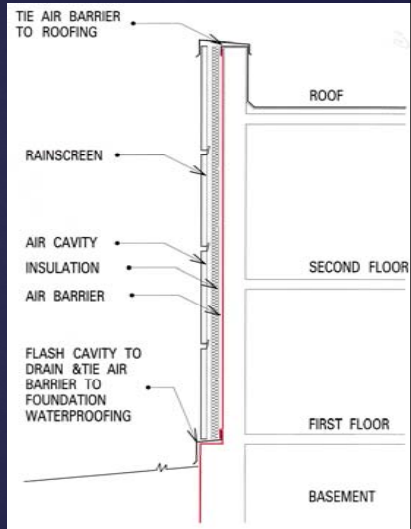 TIE AIR BARRIER
TO ROOFING
ROOF
RAINSCREEN
AIR CAVITY
INSULATION
SECOND FLOOR
AIR BARRIER
FLASH CAVITY TO
DRAIN &TIE AIR
BARRIER TO
FOUNDATION
WATERPROOFING
FIRST FLOOR
BASEMENT